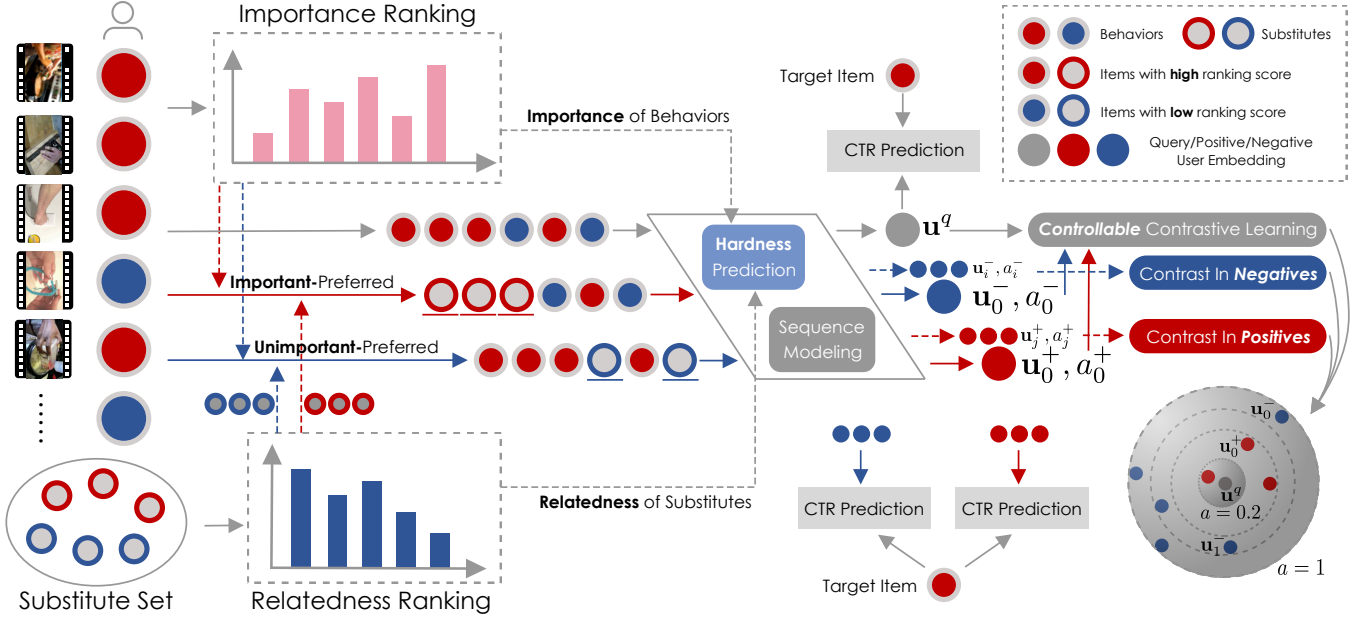 Importance Ranking
Target Item
CTR Prediction
Behaviors
Substitutes
Items with high ranking score
Items with low ranking score
Query/Positive/Negative
User Embedding
Importance of Behaviors
Hardness
Prediction
Sequence
Modeling
u^q
Controllable Contrastive Learning
u_i^-, a_i^-
u_0^-, a_0^-
Contrast In Negatives
u_j^+, a_j^+
u_0^+, a_0^+
Contrast In Positives
Important-Preferred
Unimportant-Preferred
Relatedness of Substitutes
CTR Prediction
CTR Prediction
Target Item
u_0^-
u_0^+
u^q
a = 0.2
u_1^-
a = 1
Substitute Set
Relatedness Ranking